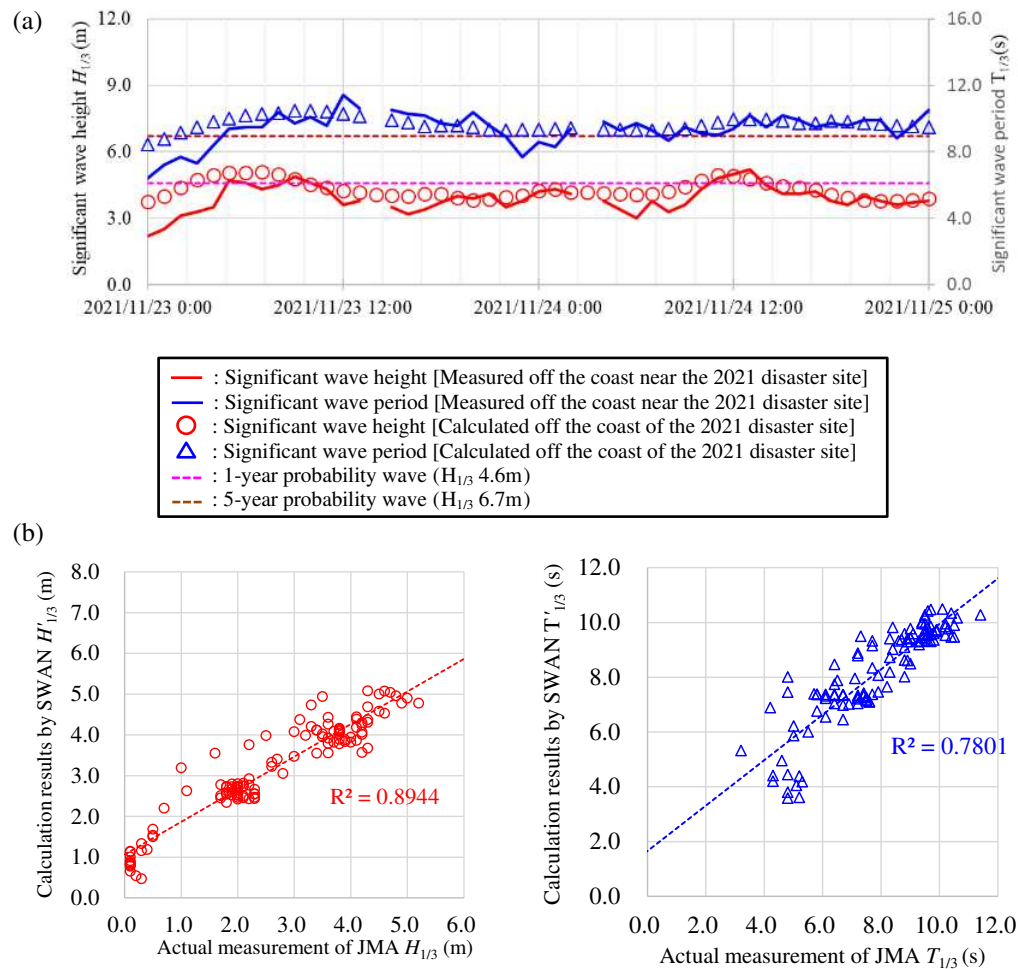 (a)
Significant wave height H1/3 (m)
12.0
9.0
6.0
3.0
0.0
16.0
12.0
8.0
4.0
0.0
Significant wave period T1/3(s)
2021/11/23 0:00
2021/11/23 12:00
2021/11/24 0:00
2021/11/24 12:00
2021/11/25 0:00
: Significant wave height [Measured off the coast near the 2021 disaster site]
: Significant wave period [Measured off the coast near the 2021 disaster site]
: Significant wave height [Calculated off the coast of the 2021 disaster site]
: Significant wave period [Calculated off the coast of the 2021 disaster site]
: 1-year probability wave (H1/3 4.6m)
: 5-year probability wave (H1/3 6.7m)
(b)
Calculation results by SWAN H'1/3 (m)
8.0
7.0
6.0
5.0
4.0
3.0
2.0
1.0
0.0
R² = 0.8944
0.0
1.0
2.0
3.0
4.0
5.0
6.0
Actual measurement of JMA H1/3 (m)
Calculation results by SWAN T'1/3 (s)
12.0
10.0
8.0
6.0
4.0
2.0
0.0
R² = 0.7801
0.0
2.0
4.0
6.0
8.0
10.0
12.0
Actual measurement of JMA T1/3 (s)